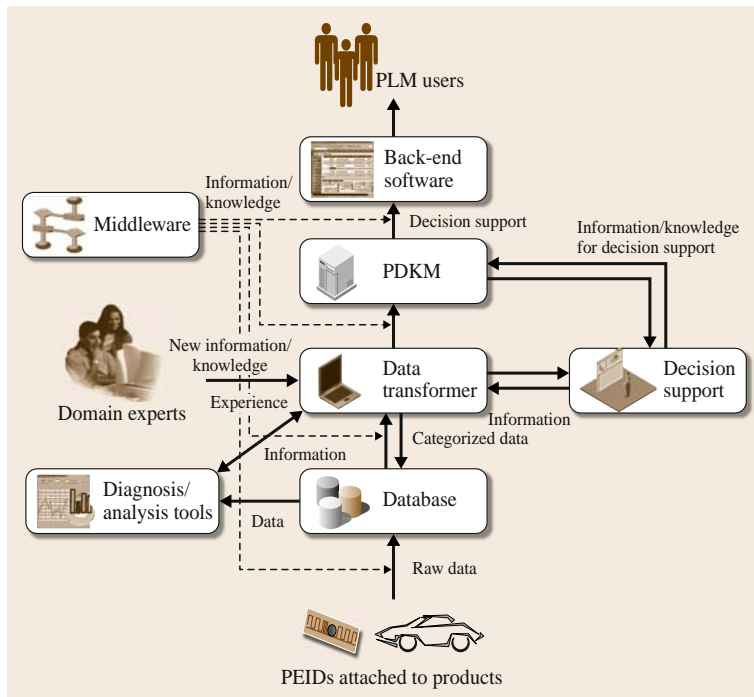 PLM users
Back-end
software
Information/
knowledge
Middleware
Decision support
Information/knowledge
for decision support
PDKM
New information/
knowledge
Data
transformer
Decision
support
Domain experts
Experience
Information
Information
Categorized data
Diagnosis/
analysis tools
Database
Data
Raw data
PEIDs attached to products